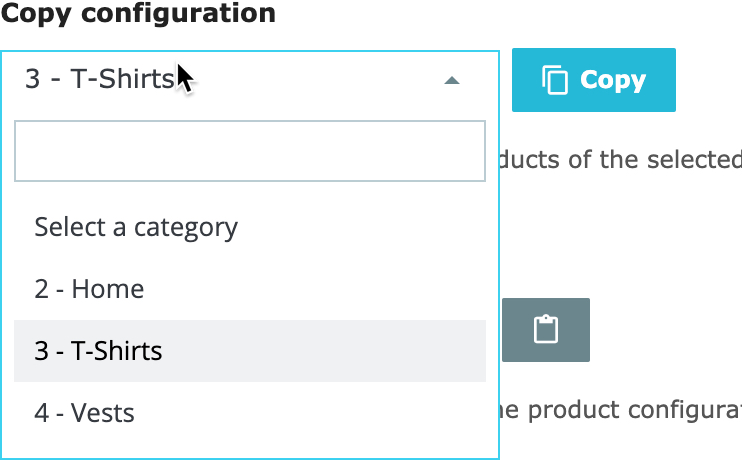 Copy configuration
3 - T-Shirts
Copy
ducts of the selected
Select a category
2 - Home
3 - T-Shirts
4 - Vests
he product configurat